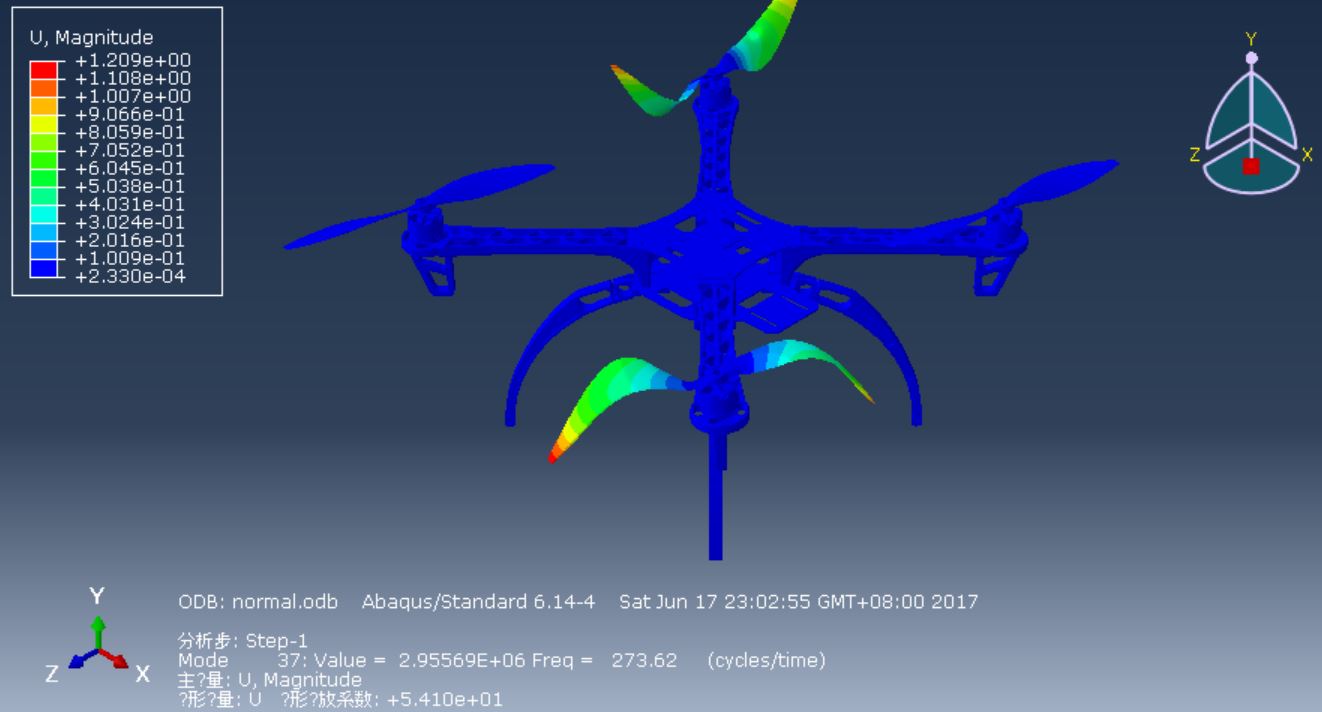 U, Magnitude
+1.209e+00
+1.108e+00
+1.007e+00
+9.066e-01
+8.059e-01
+7.052e-01
+6.045e-01
+5.038e-01
+4.031e-01
+3.024e-01
+2.016e-01
+1.009e-01
+2.330e-04
Y
Z
X
Y
Z
X
ODB: normal.odb Abaqus/Standard 6.14-4 Sat Jun 17 23:02:55 GMT+08:00 2017
分析步: Step-1
Mode 37: Value = 2.95569E+06 Freq = 273.62 (cycles/time)
主?量: U, Magnitude
?形?量: U ?形?放系数: +5.410e+01